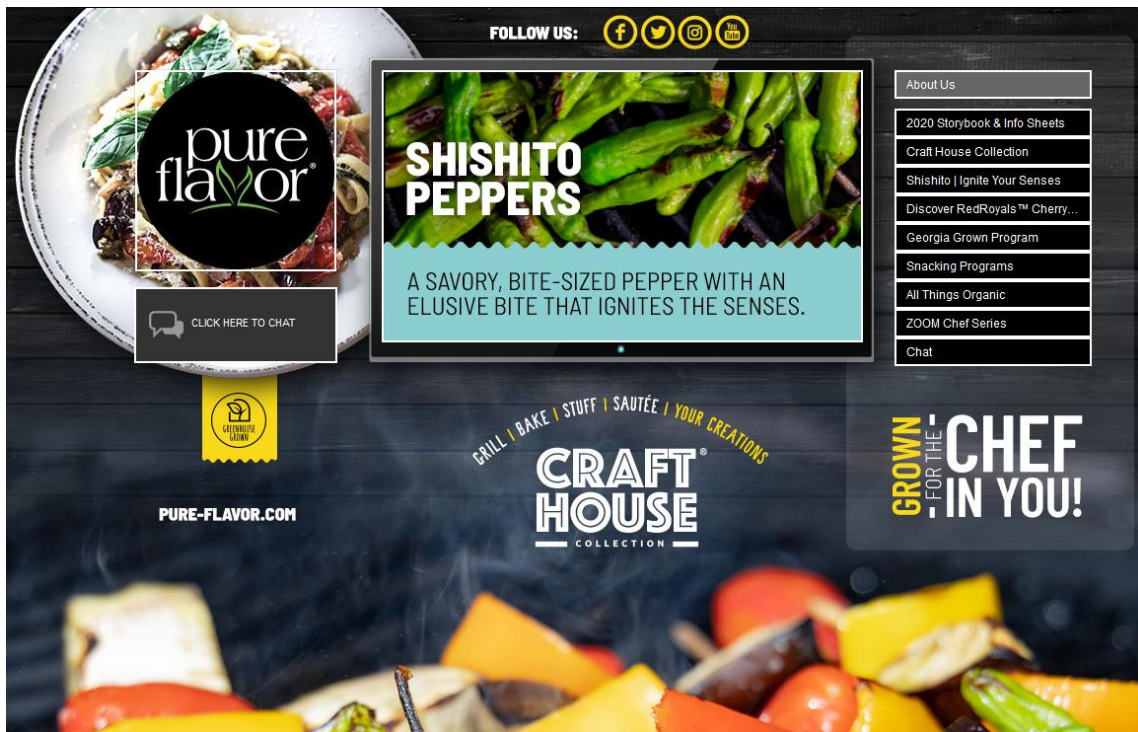 FOLLOW US:
You
Tube
pure
flavor®
SHISHITO
PEPPERS
A SAVORY, BITE-SIZED PEPPER WITH AN
ELUSIVE BITE THAT IGNITES THE SENSES.
CLICK HERE TO CHAT
About Us
2020 Storybook & Info Sheets
Craft House Collection
Shishito | Ignite Your Senses
Discover RedRoyals™ Cherry...
Georgia Grown Program
Snacking Programs
All Things Organic
ZOOM Chef Series
Chat
GREENHOUSE
GROWN
PURE-FLAVOR.COM
GRILL | BAKE | STUFF | SAUTÉE | YOUR CREATIONS
CRAFT®
HOUSE
COLLECTION
GROWN
FOR THE
CHEF
IN YOU!